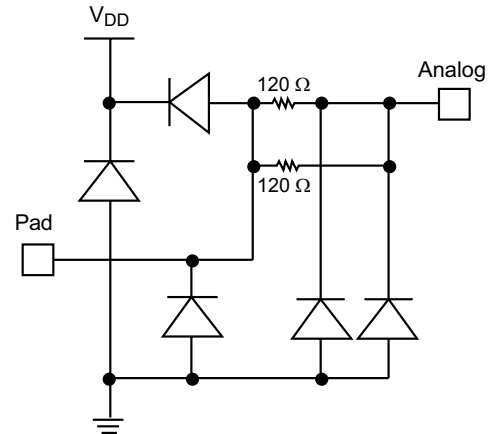 VDD
Analog
120 Ω
120 Ω
Pad